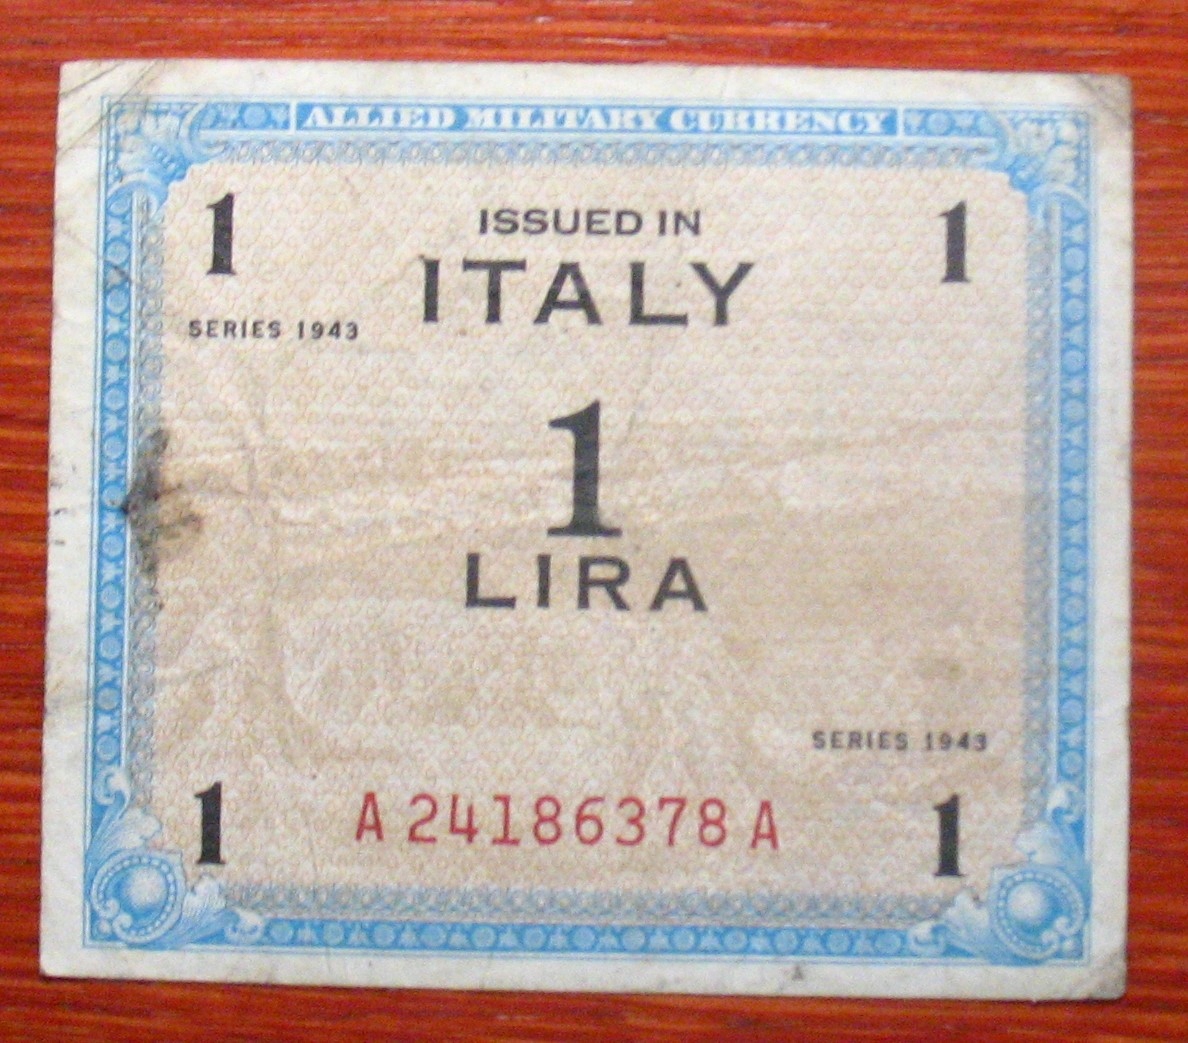 ALLIED MILITARY CURRENCY
1 ISSUED IN 1
ITALY
SERIES 1943
1
LIRA
SERIES 1943
1 A 24186378 A 1